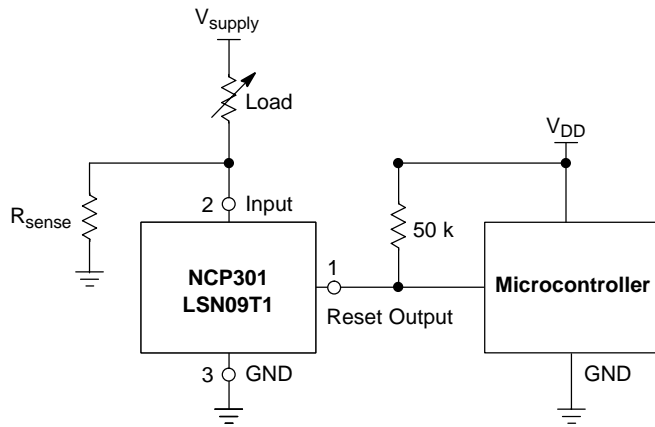 Vsupply
Load
VDD
Rsense
2 Input
50 k
NCP301
LSN09T1
1
Microcontroller
Reset Output
3 GND
GND